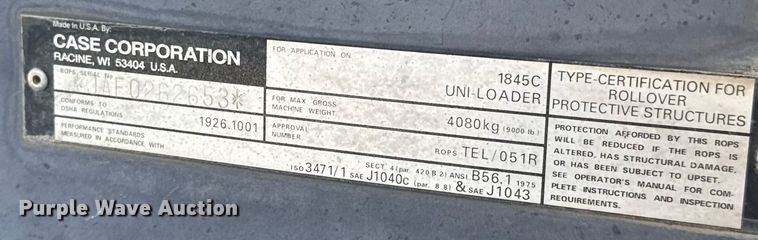 Made in U.S.A. By:
CASE CORPORATION
RACINE, WI 53404 U.S.A.
ROPS SERIAL No.
*JAF0262653*
CONFORMS TO
OSHA REGULATIONS 1926.1001
PERFORMANCE STANDARDS
MEASURED IN ACCORDANCE WITH
FOR APPLICATION ON
1845C
UNI-LOADER
FOR MAX GROSS
MACHINE WEIGHT. 4080kg (9000 lb.)
APPROVAL
NUMBER. ROPS TEL/051R
SECT. 4 (par. 420 B 2) ANSI B56.1 1975
ISO 3471/1 SAE J1040c (par. 8 8) & SAE J1043
TYPE-CERTIFICATION FOR
ROLLOVER
PROTECTIVE STRUCTURES
PROTECTION AFFORDED BY THIS ROPS
WILL BE REDUCED IF THE ROPS IS
ALTERED, HAS STRUCTURAL DAMAGE,
OR HAS BEEN SUBJECT TO UPSET.
SEE OPERATOR'S MANUAL FOR COM-
PLETE INSTRUCTIONS AND INSPECTION
REQUIREMENTS.
Purple Wave Auction